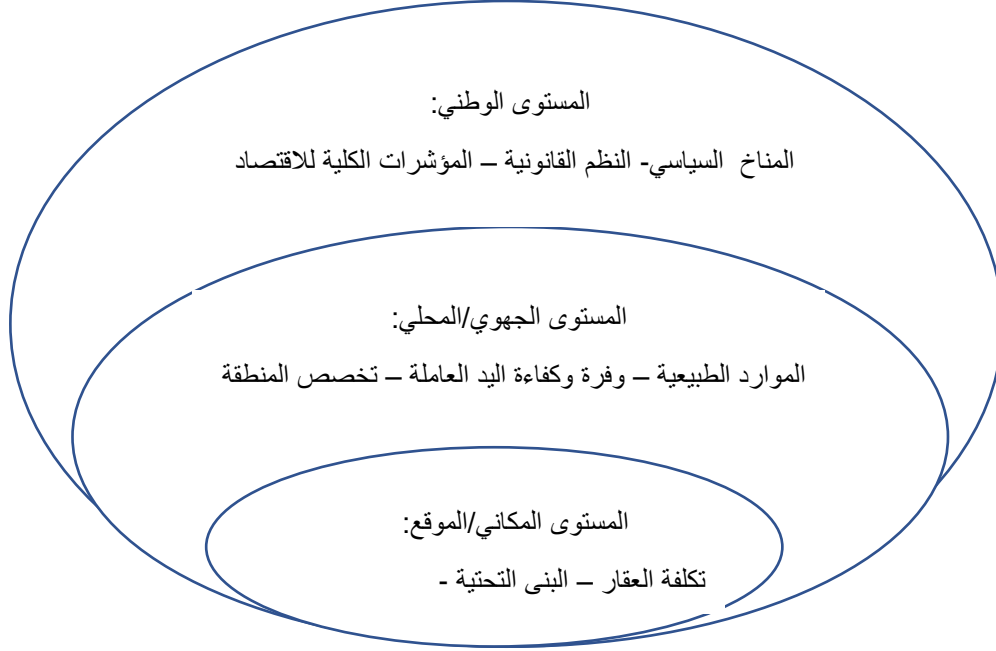 المستوى الوطني:
المناخ السياسي- النظم القانونية – المؤشرات الكلية للاقتصاد
المستوى الجهوي/المحلي:
الموارد الطبيعية – وفرة وكفاءة اليد العاملة – تخصص المنطقة
المستوى المكاني/الموقع:
تكلفة العقار – البنى التحتية -